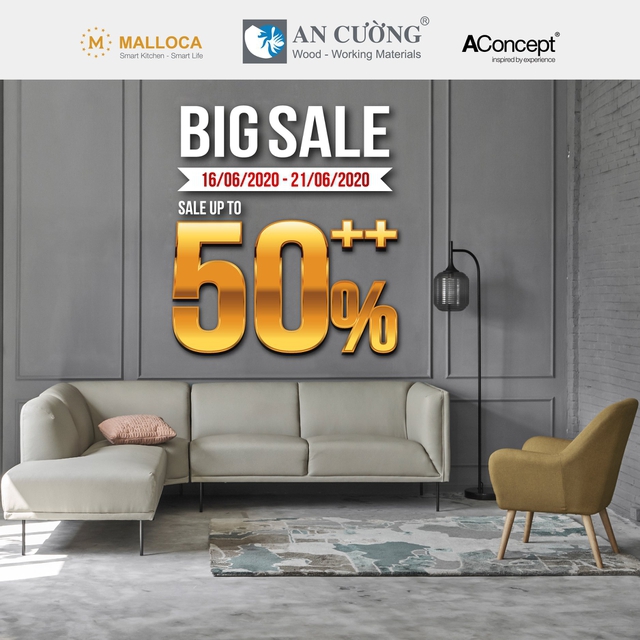 MALLOCA
Smart Kitchen - Smart Life
AN CƯỜNG®
Wood - Working Materials
AConcept®
inspired by experience
BIG SALE
16/06/2020 - 21/06/2020
SALE UP TO
50%++